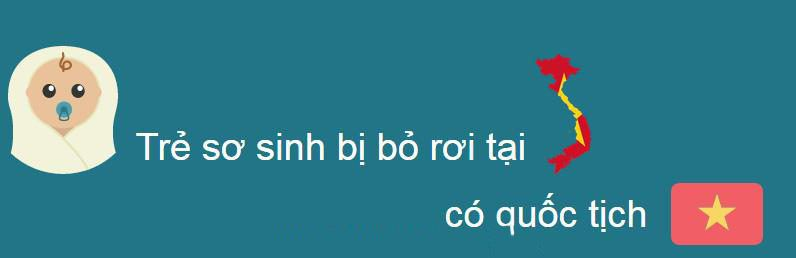 Trẻ sơ sinh bị bỏ rơi tại
có quốc tịch